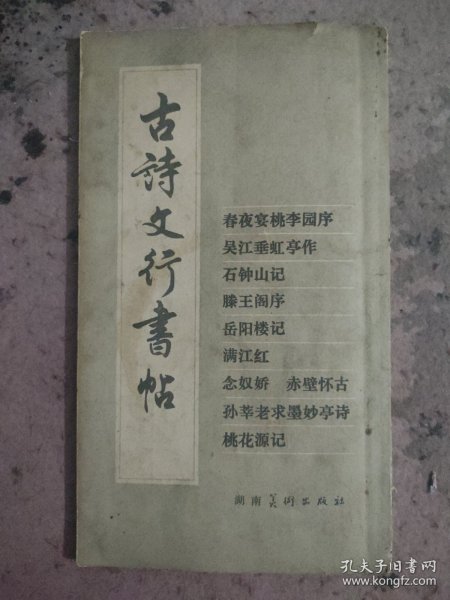 古詩文行書帖
春夜宴桃李园序
吴江垂虹亭作
石钟山记
滕王阁序
岳阳楼记
满江红
念奴娇 赤壁怀古
孙莘老求墨妙亭诗
桃花源记
湖南美術出版社
孔夫子旧书网
www.kongfz.com